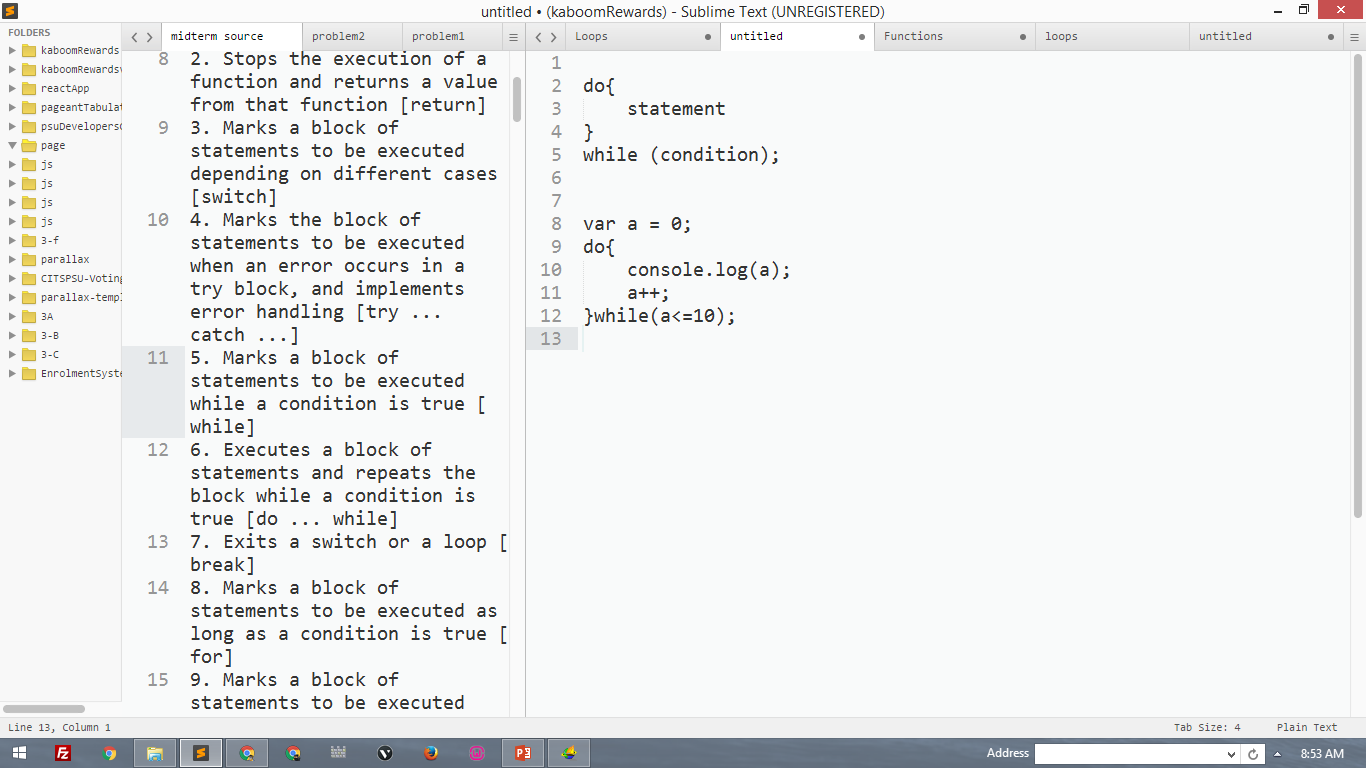 untitled • (kaboomRewards) - Sublime Text (UNREGISTERED)
FOLDERS
kaboomRewards
kaboomRewardsv
reactApp
pageantTabulat
psuDevelopersC
page
js
js
js
js
3-f
parallax
CITSPSU-Voting
parallax-templ
3A
3-B
3-C
EnrolmentSyste
midterm source
problem2
problem1
8 2. Stops the execution of a
function and returns a value
from that function [return]
9 3. Marks a block of
statements to be executed
depending on different cases
[switch]
10 4. Marks the block of
statements to be executed
when an error occurs in a
try block, and implements
error handling [try ...
catch ...]
11 5. Marks a block of
statements to be executed
while a condition is true [
while]
12 6. Executes a block of
statements and repeats the
block while a condition is
true [do ... while]
13 7. Exits a switch or a loop [
break]
14 8. Marks a block of
statements to be executed as
long as a condition is true [
for]
15 9. Marks a block of
statements to be executed
Loops
untitled
Functions
loops
untitled
1
2 do{
3 statement
4 }
5 while (condition);
6
7
8 var a = 0;
9 do{
10 console.log(a);
11 a++;
12 }while(a<=10);
13
Line 13, Column 1
Tab Size: 4
Plain Text
Address
8:53 AM